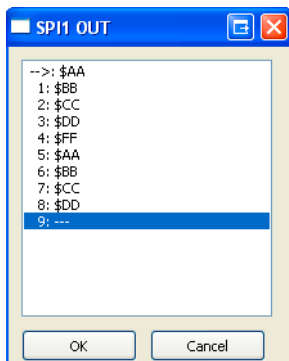 SPI1 OUT
-->: $AA
1: $BB
2: $CC
3: $DD
4: $FF
5: $AA
6: $BB
7: $CC
8: $DD
9: ---
OK
Cancel